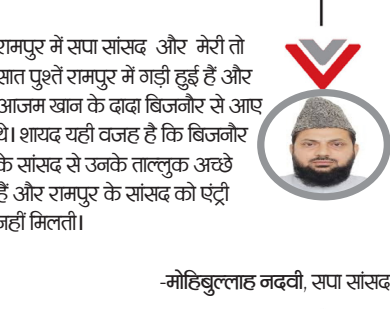 रामपुर में सपा सांसद और मेरी तो
सात पुश्तें रामपुर में गड़ी हुई हैं और
आजम खान के दादा बिजनौर से आए
थे। शायद यही वजह है कि बिजनौर
के सांसद से उनके ताल्लुक अच्छे
हैं और रामपुर के सांसद को एंट्री
नहीं मिलती।
-मोहिबुल्लाह नदवी, सपा सांसद